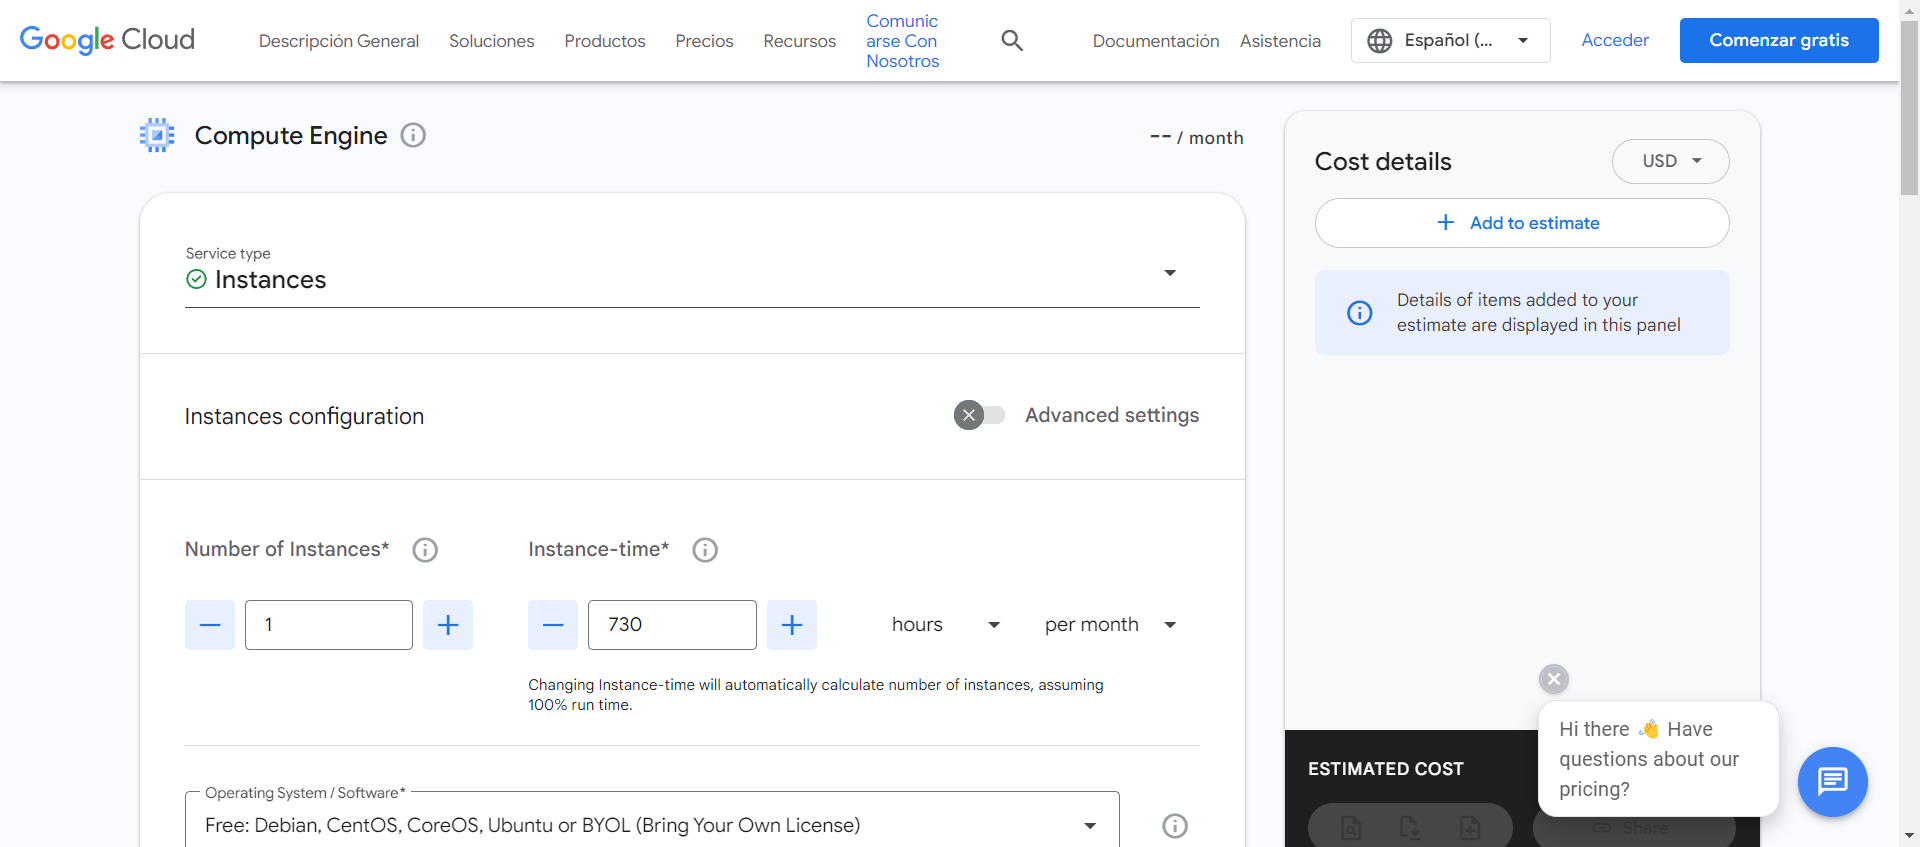 Google Cloud
Descripción General
Soluciones
Productos
Precios
Recursos
Comunic
arse Con
Nosotros
Documentación
Asistencia
Español (...
Acceder
Comenzar gratis
Compute Engine
-- / month
Service type
Instances
Instances configuration
Advanced settings
Number of Instances*
Instance-time*
1
730
hours
per month
Changing Instance-time will automatically calculate number of instances, assuming
100% run time.
Operating System / Software*
Free: Debian, CentOS, CoreOS, Ubuntu or BYOL (Bring Your Own License)
Cost details
USD
Add to estimate
Details of items added to your
estimate are displayed in this panel
ESTIMATED COST
Share
Hi there 👋 Have
questions about our
pricing?